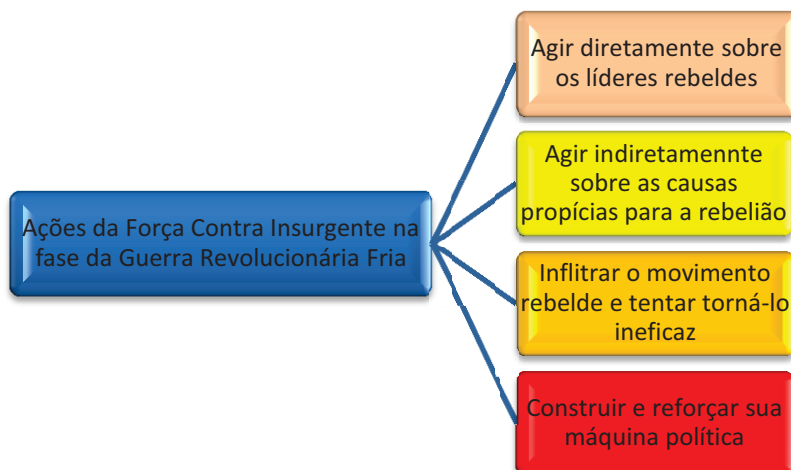 Ações da Força Contra Insurgente na
fase da Guerra Revolucionária Fria
Agir diretamente sobre
os líderes rebeldes
Agir indiretamennte
sobre as causas
propícias para a rebelião
Inflitrar o movimento
rebelde e tentar torná-lo
ineficaz
Construir e reforçar sua
máquina política